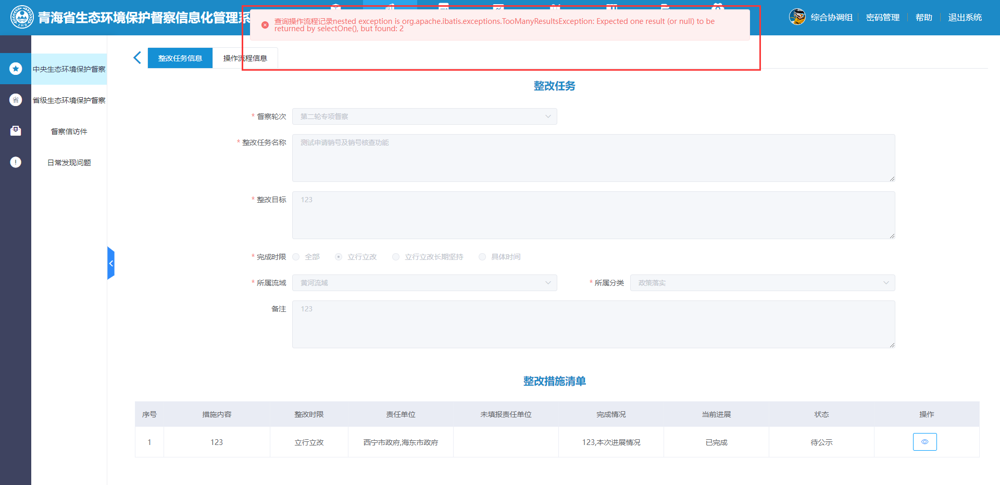 青海省生态环境保护督察信息化管理系
查询操作流程记录nested exception is org.apache.ibatis.exceptions.TooManyResultsException: Expected one result (or null) to be
returned by selectOne(), but found: 2
综合协调组
密码管理
帮助
退出系统
中央生态环境保护督察
省
省级生态环境保护督察
督察信访件
日常发现问题
整改任务信息
操作流程信息
整改任务
* 督察轮次
第二轮专项督察
* 整改任务名称
测试申请销号及销号核查功能
* 整改目标
123
* 完成时限
全部
立行立改
立行立改长期坚持
具体时间
* 所属流域
黄河流域
* 所属分类
政策落实
备注
123
整改措施清单
序号 措施内容 整改时限 责任单位 未填报责任单位 完成情况 当前进展 状态 操作
1 123 立行立改 西宁市政府,海东市政府 123,本次进展情况 已完成 待公示